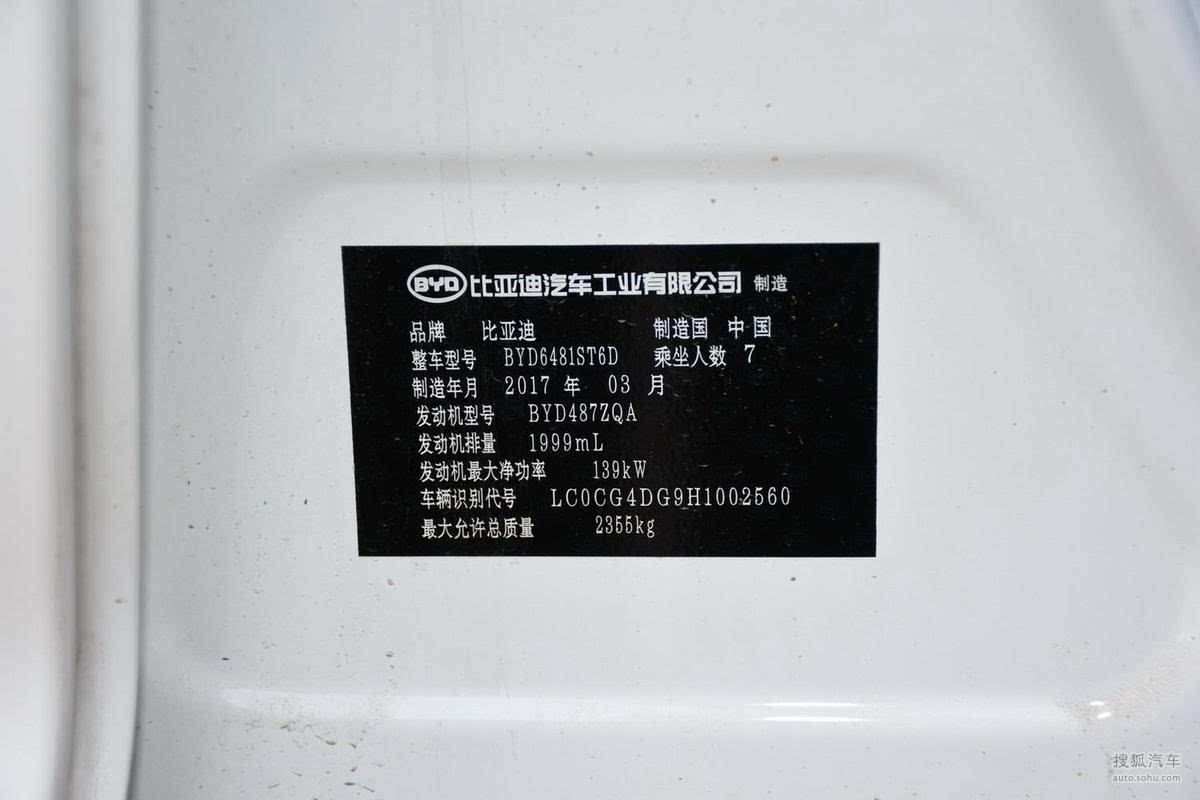 BYD 比亚迪汽车工业有限公司 制造
品牌 比亚迪 制造国 中国
整车型号 BYD6481ST6D 乘坐人数 7
制造年月 2017 年 03 月
发动机型号 BYD487ZQA
发动机排量 1999mL
发动机最大净功率 139kW
车辆识别代号 LC0CG4DG9H1002560
最大允许总质量 2355kg
搜狐汽车
auto.sohu.com